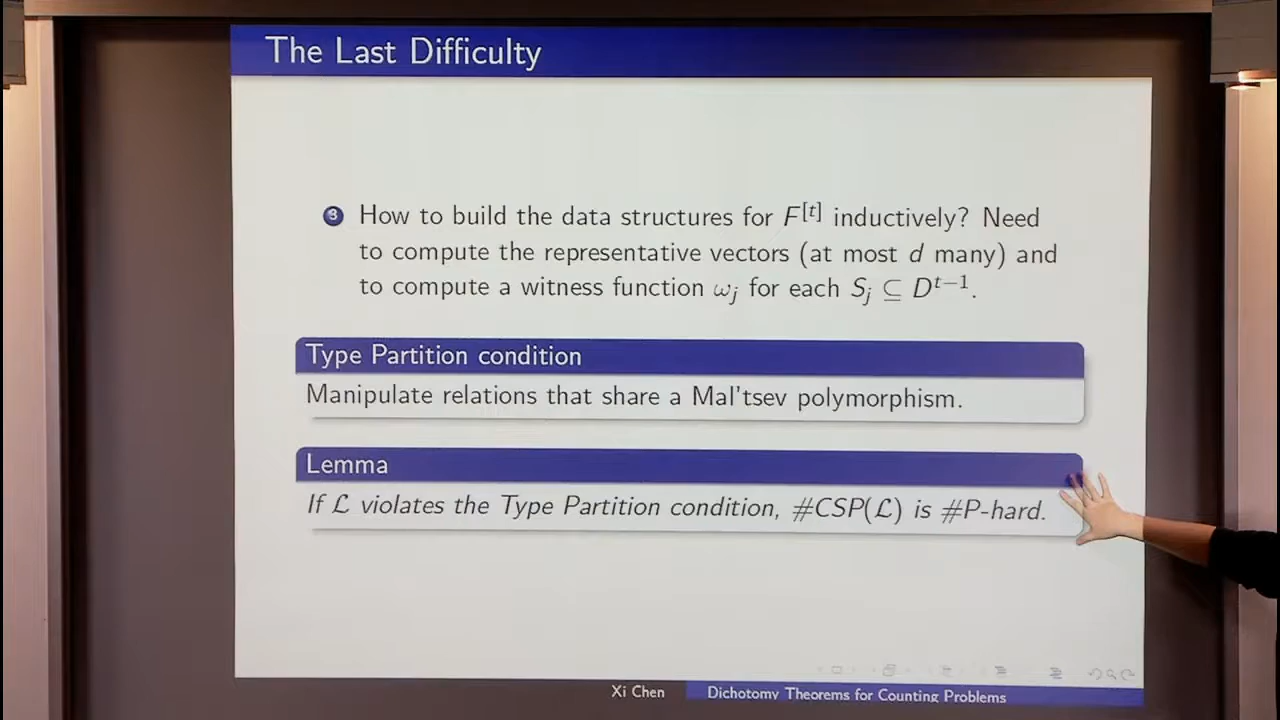 The Last Difficulty
3 How to build the data structures for F^[t] inductively? Need
to compute the representative vectors (at most d many) and
to compute a witness function ω_j for each S_j ⊆ D^{t−1}.
Type Partition condition
Manipulate relations that share a Mal'tsev polymorphism.
Lemma
If ℒ violates the Type Partition condition, #CSP(ℒ) is #P-hard.
Xi Chen Dichotomy Theorems for Counting Problems